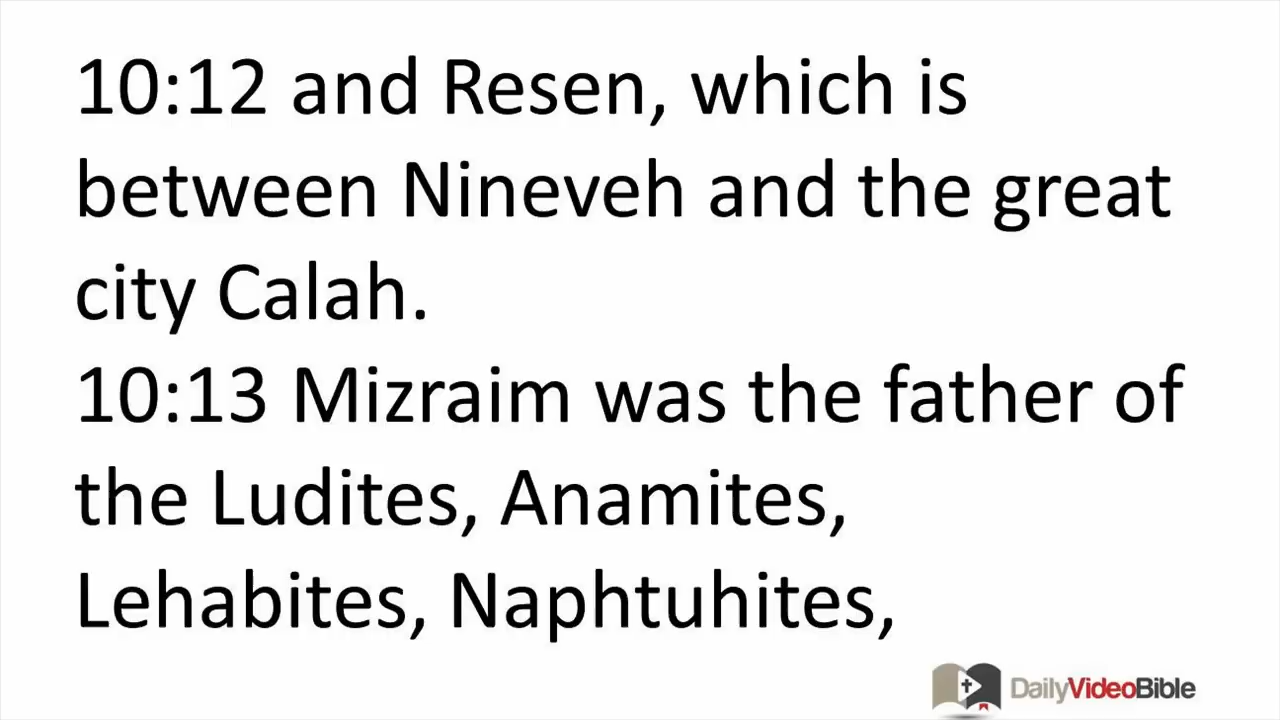 10:12 and Resen, which is
between Nineveh and the great
city Calah.
10:13 Mizraim was the father of
the Ludites, Anamites,
Lehabites, Naphtuhites,
DailyVideoBible